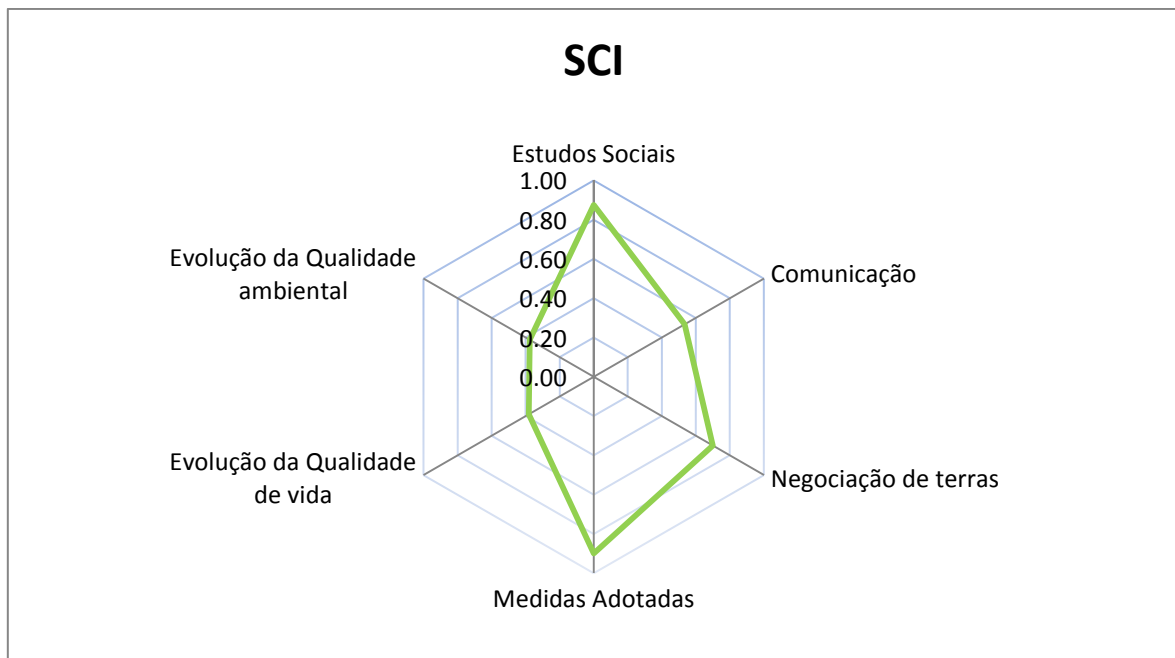 SCI
Estudos Sociais
1.00
0.80
0.60
0.40
0.20
0.00
Comunicação
Negociação de terras
Medidas Adotadas
Evolução da Qualidade
de vida
Evolução da Qualidade
ambiental